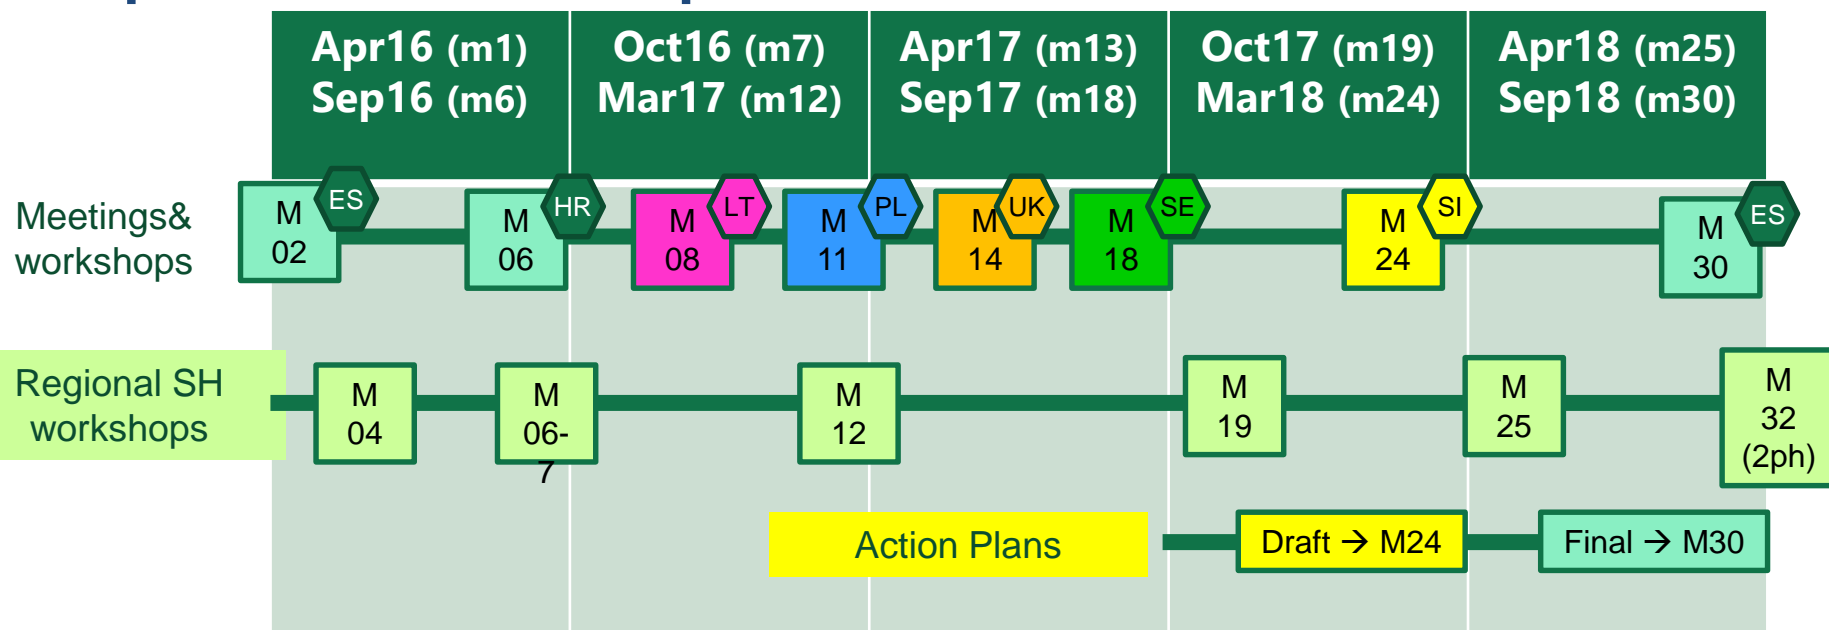 Apr16 (m1)
Sep16 (m6)
Oct16 (m7)
Mar17 (m12)
Apr17 (m13)
Sep17 (m18)
Oct17 (m19)
Mar18 (m24)
Apr18 (m25)
Sep18 (m30)
Meetings&
workshops
M
02
ES
M
06
HR
M
08
LT
M
11
PL
M
14
UK
M
18
SE
M
24
SI
M
30
ES
Regional SH
workshops
M
04
M
06-
7
M
12
M
19
M
25
M
32
(2ph)
Action Plans
Draft → M24
Final → M30